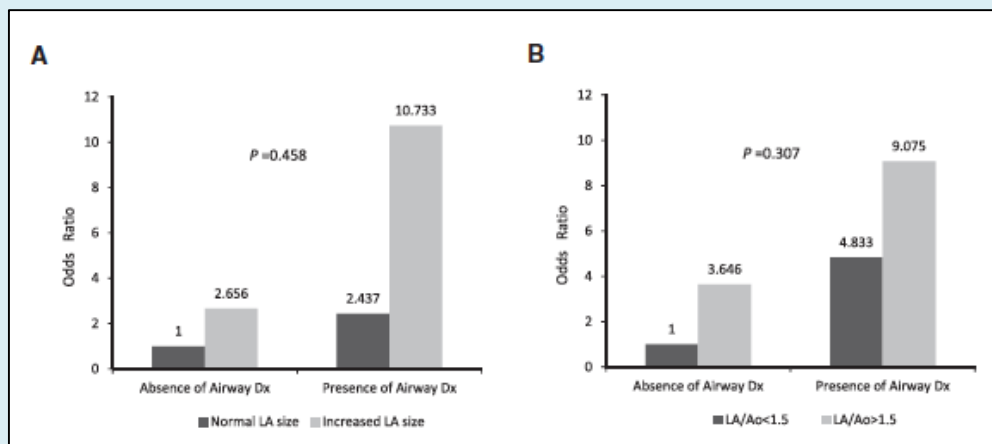 A
12
10
8
6
4
2
0
Odds Ratio
P =0.458
1
2.656
2.437
10.733
Absence of Airway Dx
Presence of Airway Dx
Normal LA size
Increased LA size
B
12
10
8
6
4
2
0
Odds Ratio
P =0.307
1
3.646
4.833
9.075
Absence of Airway Dx
Presence of Airway Dx
LA/Ao<1.5
LA/Ao>1.5